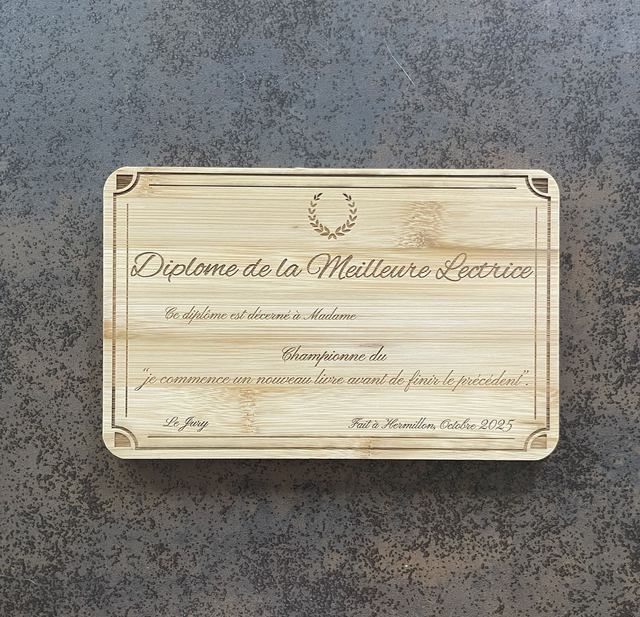 Diplome de la Meilleure Lectrice
Ce diplôme est décerné à Madame
Championne du
“je commence un nouveau livre avant de finir le précédent”.
Le Jury
Fait à Hermillon, Octobre 2025